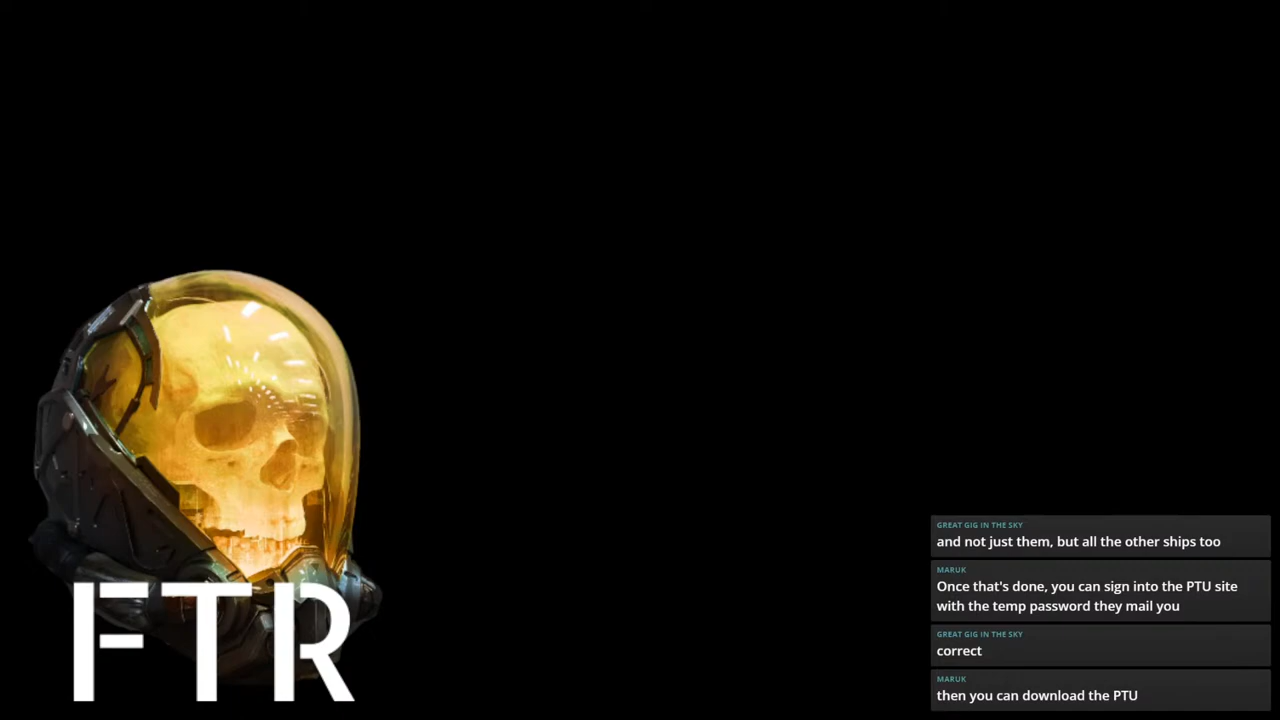 FTR
GREAT GIG IN THE SKY
and not just them, but all the other ships too
MARUK
Once that's done, you can sign into the PTU site
with the temp password they mail you
GREAT GIG IN THE SKY
correct
MARUK
then you can download the PTU